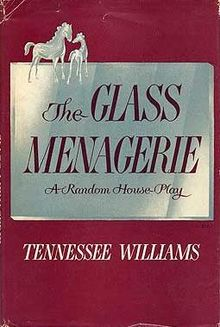 The GLASS
MENAGERIE
A Random House Play
TENNESSEE WILLIAMS